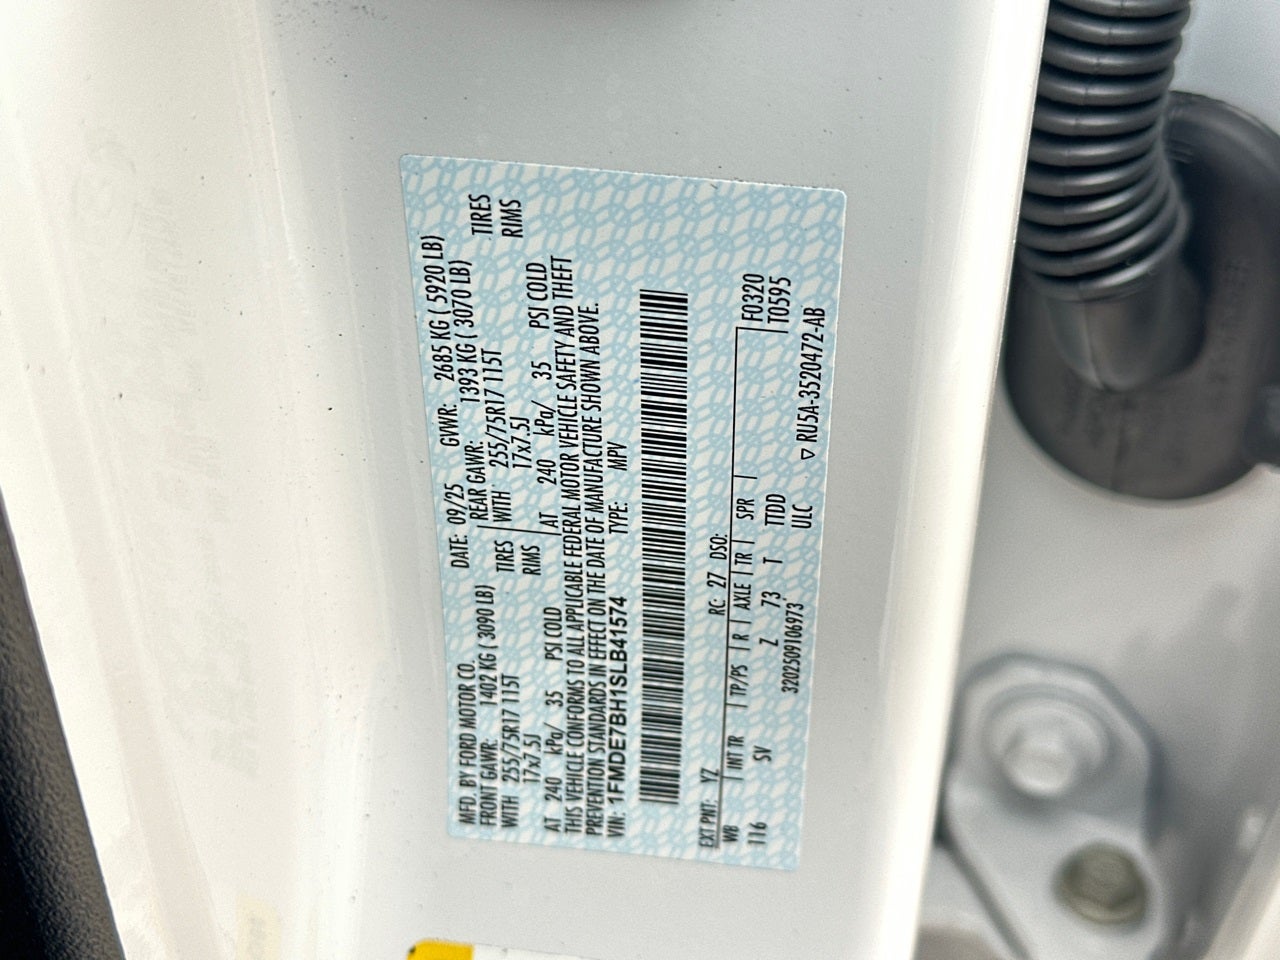 MFD. BY FORD MOTOR CO.
DATE: 09/25 GVWR: 2685 KG ( 5920 LB)
FRONT GAWR: 1402 KG ( 3090 LB) REAR GAWR: 1393 KG ( 3070 LB)
WITH 255/75R17 115T TIRES WITH 255/75R17 115T TIRES
17x7.5J RIMS 17x7.5J RIMS
AT 240 kPa/ 35 PSI COLD AT 240 kPa/ 35 PSI COLD
THIS VEHICLE CONFORMS TO ALL APPLICABLE FEDERAL MOTOR VEHICLE SAFETY AND THEFT
PREVENTION STANDARDS IN EFFECT ON THE DATE OF MANUFACTURE SHOWN ABOVE.
VIN: 1FMDE7BH1SLB41574 TYPE: MPV
EXT PNT: YZ RC: 27 DSO: F0320
WB INT TR TP/PS R AXLE TR SPR T0595
116 SV Z 73 T TTDD
3202509106973 ULC ▽ RU5A-3520472-AB